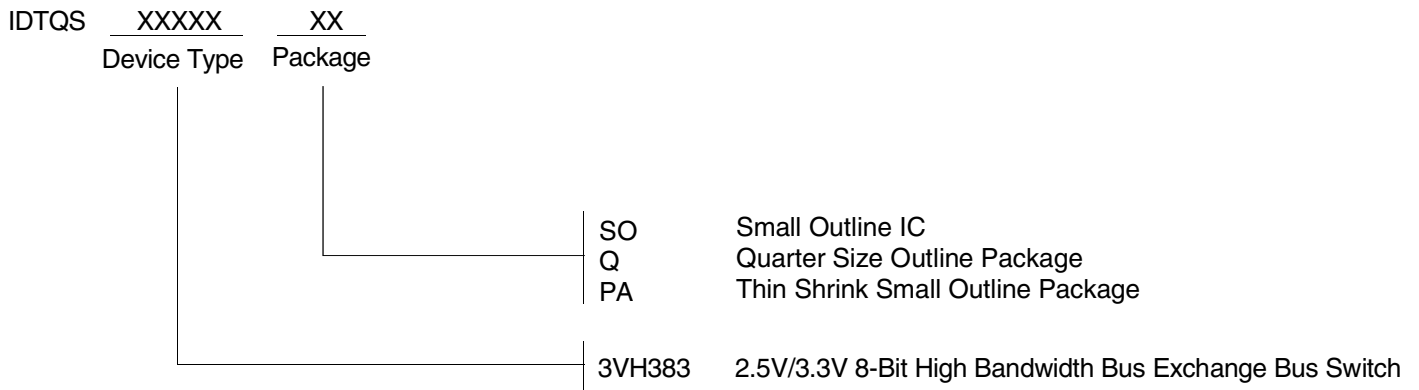 IDTQS XXXXX XX
Device Type Package
SO Small Outline IC
Q Quarter Size Outline Package
PA Thin Shrink Small Outline Package
3VH383 2.5V/3.3V 8-Bit High Bandwidth Bus Exchange Bus Switch